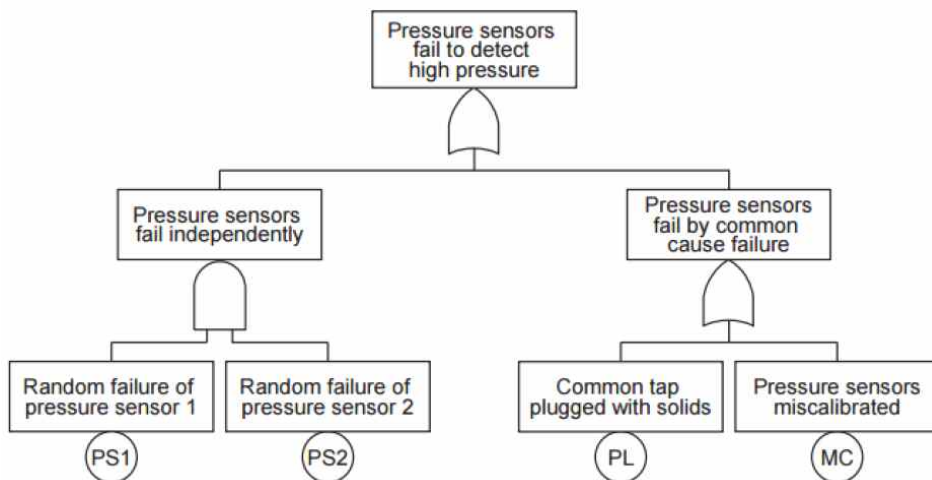 Pressure sensors
fail to detect
high pressure
Pressure sensors
fail independently
Pressure sensors
fail by common
cause failure
Random failure of
pressure sensor 1
Random failure of
pressure sensor 2
Common tap
plugged with solids
Pressure sensors
miscalibrated
PS1
PS2
PL
MC